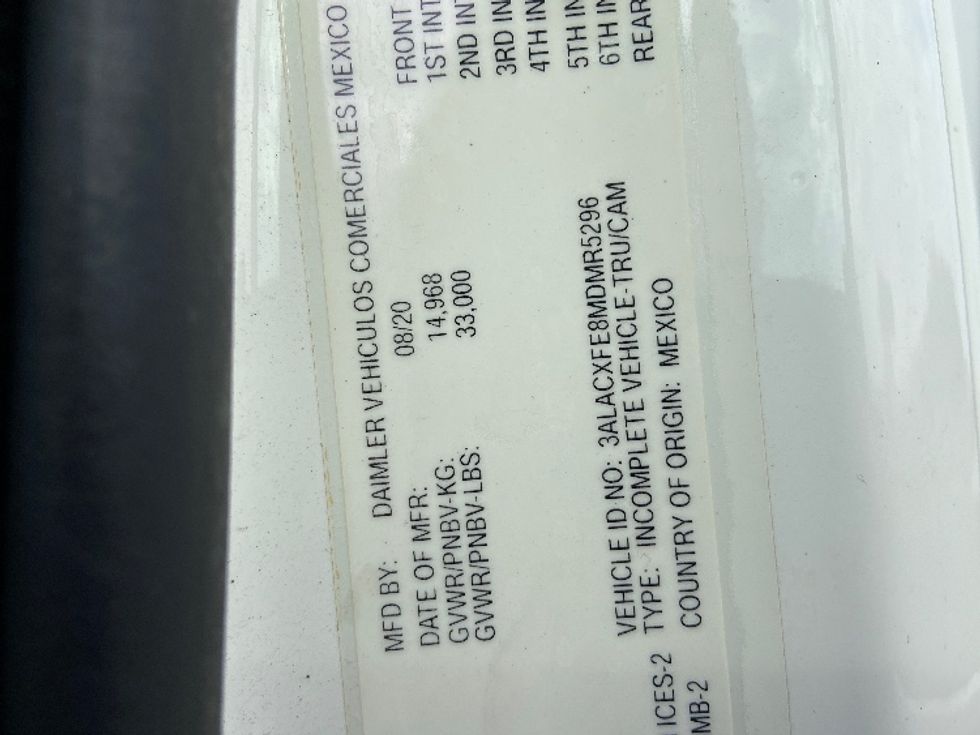 MFD BY: DAIMLER VEHICULOS COMERCIALES MEXICO
DATE OF MFR: 08/20
GVWR/PNBV-KG: 14,968
GVWR/PNBV-LBS: 33,000
FRONT
1ST INT
2ND IN
3RD IN
4TH IN
5TH IN
6TH IN
REAR
VEHICLE ID NO: 3ALACXFE8MDMR5296
TYPE: INCOMPLETE VEHICLE-TRU/CAM
COUNTRY OF ORIGIN: MEXICO
ICES-2
MB-2